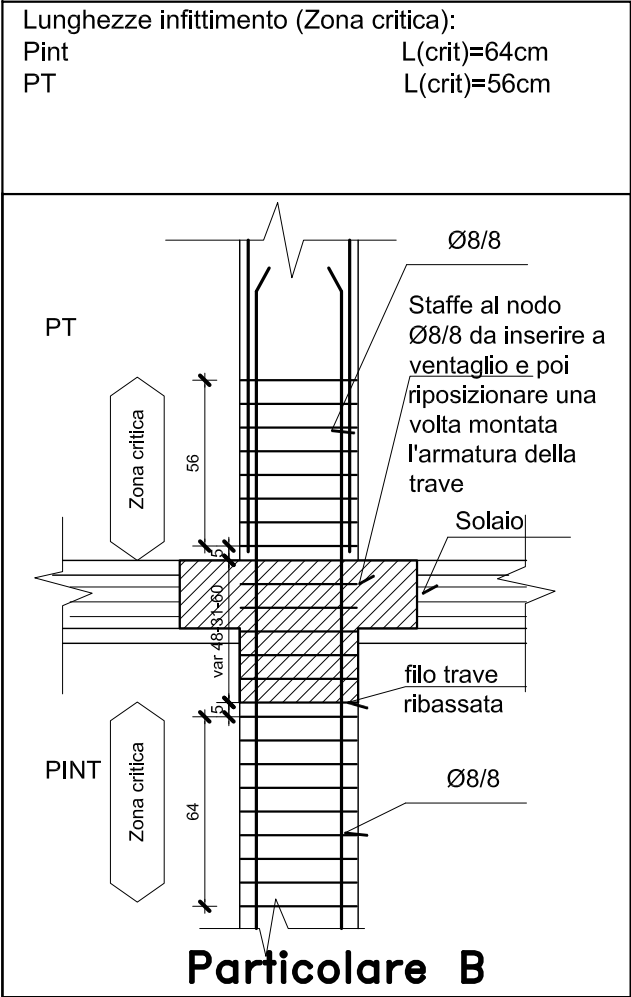 Lunghezze infittimento (Zona critica):
Pint L(crit)=64cm
PT L(crit)=56cm
Ø8/8
PT
Staffe al nodo
Ø8/8 da inserire a
ventaglio e poi
riposizionare una
volta montata
l'armatura della
trave
Zona critica
56
Solaio
5
var 48-31-60
filo trave
ribassata
5
PINT
Zona critica
64
Ø8/8
Particolare B